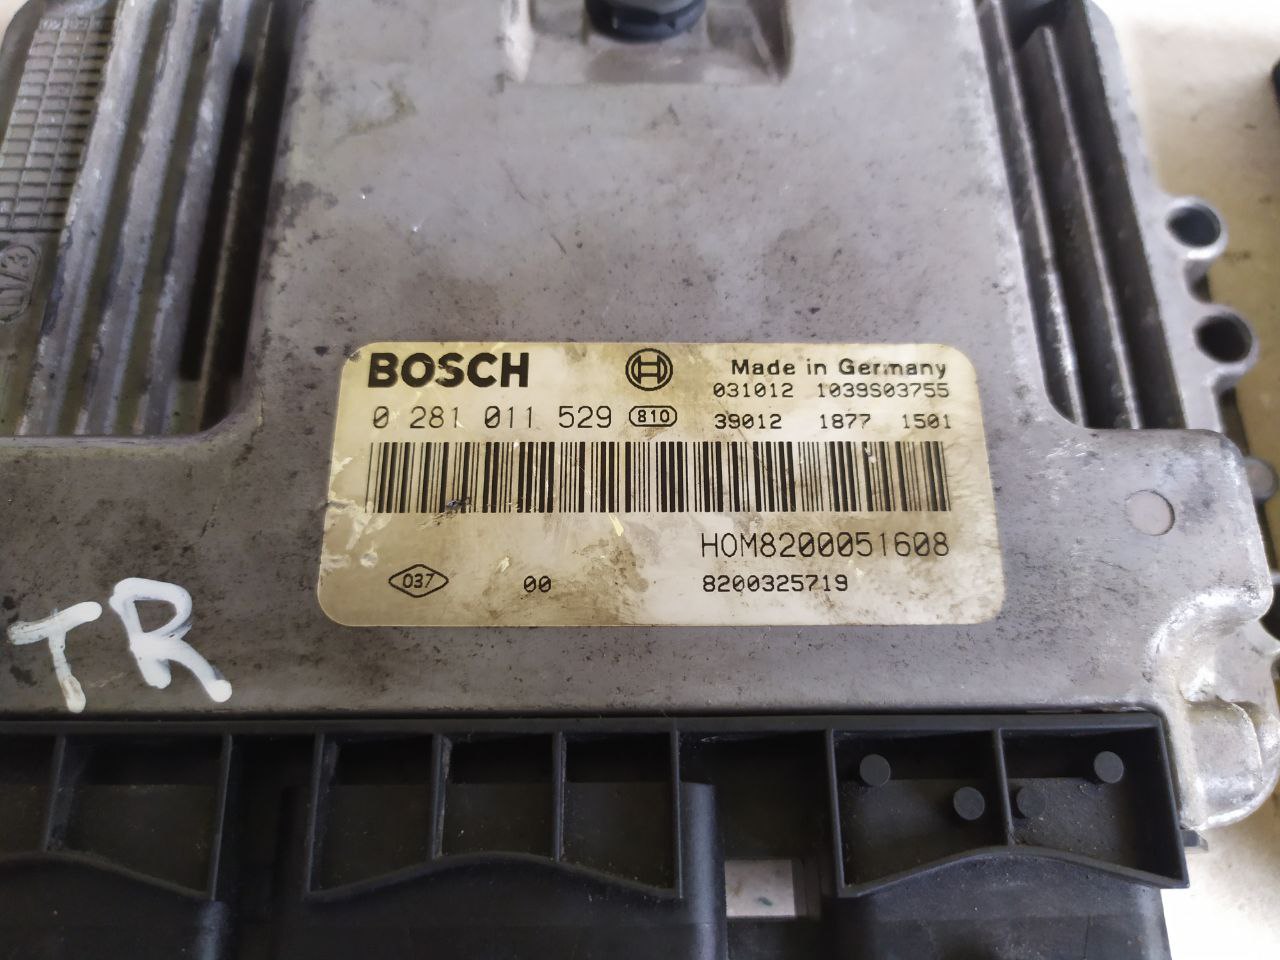 BOSCH
Made in Germany
031012 1039S03755
0 281 011 529 810
39012 1877 1501
HOM8200051608
037 00 8200325719
TR